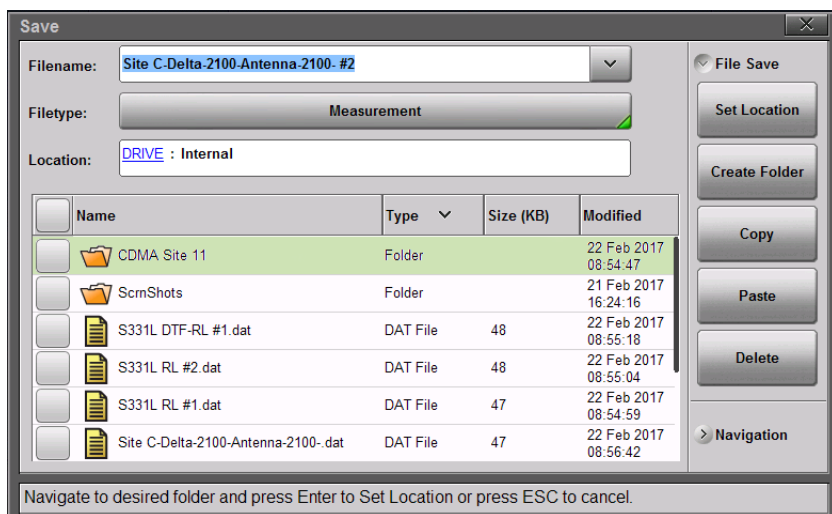 Save
Filename: Site C-Delta-2100-Antenna-2100- #2
File Save
Filetype: Measurement
Set Location
Location: DRIVE : Internal
Create Folder
Name Type Size (KB) Modified
Copy
CDMA Site 11 Folder 22 Feb 2017
08:54:47
ScrnShots Folder 21 Feb 2017
16:24:16
Paste
S331L DTF-RL #1.dat DAT File 48 22 Feb 2017
08:55:18
S331L RL #2.dat DAT File 48 22 Feb 2017
08:55:04
Delete
S331L RL #1.dat DAT File 47 22 Feb 2017
08:54:59
Site C-Delta-2100-Antenna-2100-.dat DAT File 47 22 Feb 2017
08:56:42
Navigation
Navigate to desired folder and press Enter to Set Location or press ESC to cancel.